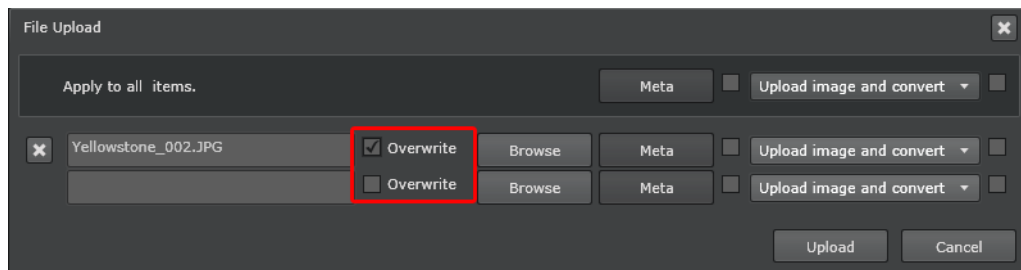 File Upload
Apply to all items. Meta Upload image and convert
Yellowstone_002.JPG Overwrite Browse Meta Upload image and convert
Overwrite Browse Meta Upload image and convert
Upload Cancel